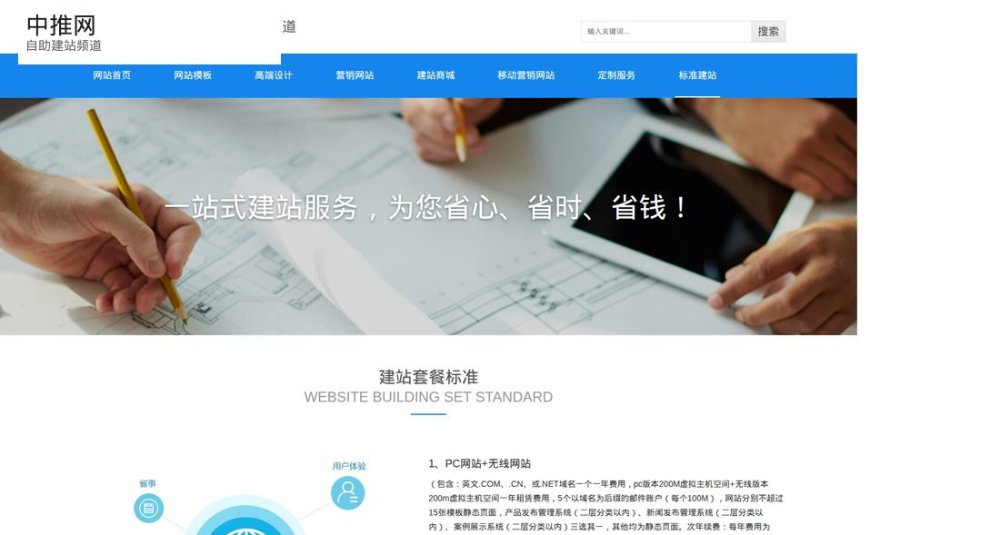 中推网
自助建站频道
道
输入关键词...
搜索
网站首页 网站模板 高端设计 营销网站 建站商城 移动营销网站 定制服务 标准建站
一站式建站服务，为您省心、省时、省钱！
建站套餐标准
WEBSITE BUILDING SET STANDARD
省事
用户体验
1、PC网站+无线网站
（包含：英文.COM、.CN、或.NET域名一个一年费用，pc版本200M虚拟主机空间+无线版本
200m虚拟主机空间一年租赁费用，5个以域名为后缀的邮件账户（每个100M），网站分别不超过
15张模板静态页面，产品发布管理系统（二层分类以内）、新闻发布管理系统（二层分类以
内）、案例展示系统（二层分类以内）三选其一，其他均为静态页面。次年续费：每年费用为